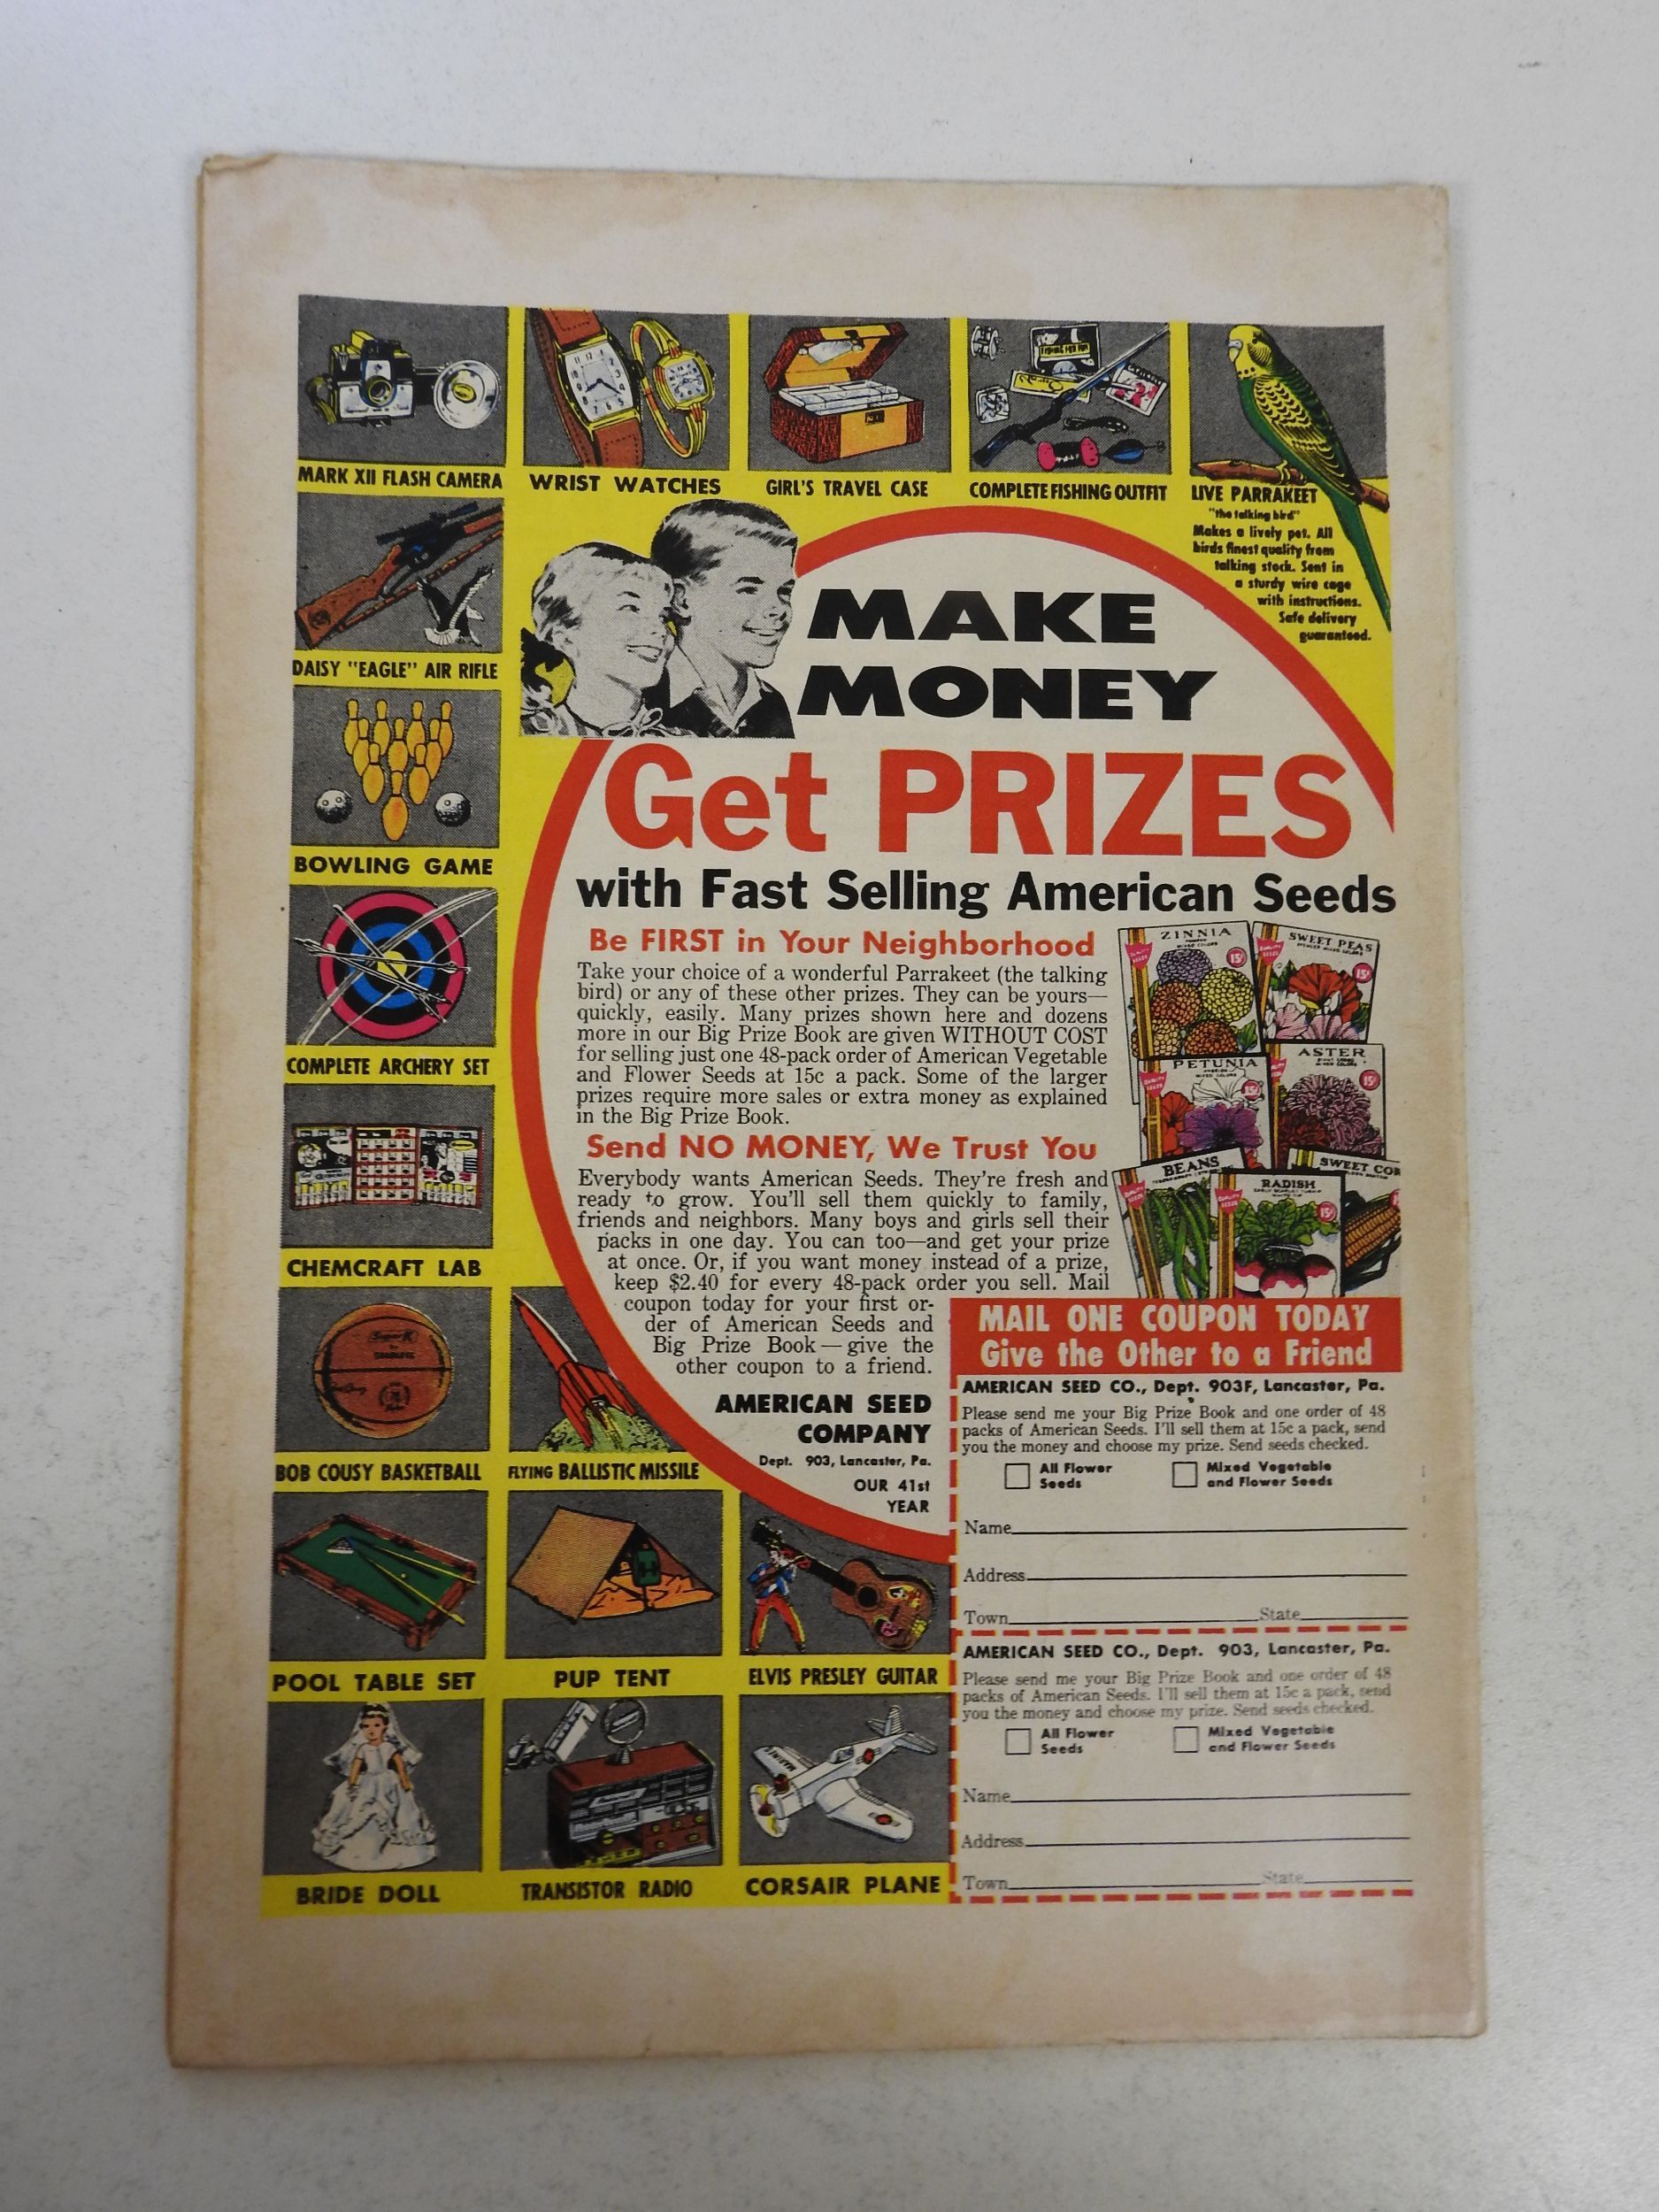 MARK XII FLASH CAMERA
WRIST WATCHES
GIRL'S TRAVEL CASE
COMPLETE FISHING OUTFIT
LIVE PARRAKEET
"the talking bird"
Makes a lively pet. All
birds finest quality from
talking stock. Sent in
a sturdy wire cage
with instructions.
Safe delivery
guaranteed.
DAISY "EAGLE" AIR RIFLE
BOWLING GAME
COMPLETE ARCHERY SET
CHEMCRAFT LAB
BOB COUSY BASKETBALL
FLYING BALLISTIC MISSILE
POOL TABLE SET
PUP TENT
ELVIS PRESLEY GUITAR
BRIDE DOLL
TRANSISTOR RADIO
CORSAIR PLANE
MAKE
MONEY
Get PRIZES
with Fast Selling American Seeds
Be FIRST in Your Neighborhood
Take your choice of a wonderful Parrakeet (the talking
bird) or any of these other prizes. They can be yours—
quickly, easily. Many prizes shown here and dozens
more in our Big Prize Book are given WITHOUT COST
for selling just one 48-pack order of American Vegetable
and Flower Seeds at 15c a pack. Some of the larger
prizes require more sales or extra money as explained
in the Big Prize Book.
Send NO MONEY, We Trust You
Everybody wants American Seeds. They're fresh and
ready to grow. You'll sell them quickly to family,
friends and neighbors. Many boys and girls sell their
packs in one day. You can too—and get your prize
at once. Or, if you want money instead of a prize,
keep $2.40 for every 48-pack order you sell. Mail
coupon today for your first or-
der of American Seeds and
Big Prize Book—give the
other coupon to a friend.
AMERICAN SEED
COMPANY
Dept. 903, Lancaster, Pa.
OUR 41st
YEAR
ZINNIA
MIXED COLORS
15¢
SWEET PEAS
15¢
PETUNIA
MIXED COLORS
15¢
ASTER
MIXED COLORS
15¢
BEANS
RADISH
15¢
SWEET COR
MAIL ONE COUPON TODAY
Give the Other to a Friend
AMERICAN SEED CO., Dept. 903F, Lancaster, Pa.
Please send me your Big Prize Book and one order of 48
packs of American Seeds. I'll sell them at 15c a pack, send
you the money and choose my prize. Send seeds checked.
All Flower Seeds
Mixed Vegetable and Flower Seeds
Name
Address
Town State
AMERICAN SEED CO., Dept. 903, Lancaster, Pa.
Please send me your Big Prize Book and one order of 48
packs of American Seeds. I'll sell them at 15c a pack, send
you the money and choose my prize. Send seeds checked.
All Flower Seeds
Mixed Vegetable and Flower Seeds
Name
Address
Town State